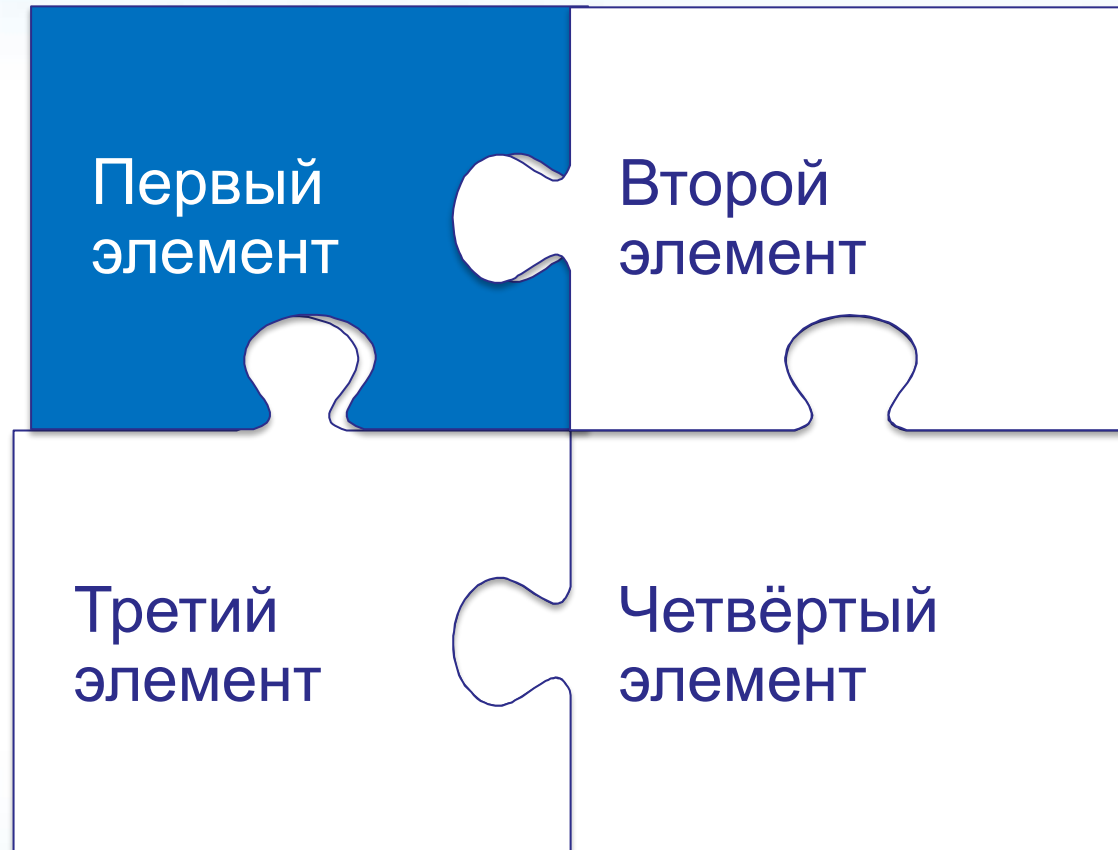 Первый
элемент
Второй
элемент
Третий
элемент
Четвёртый
элемент